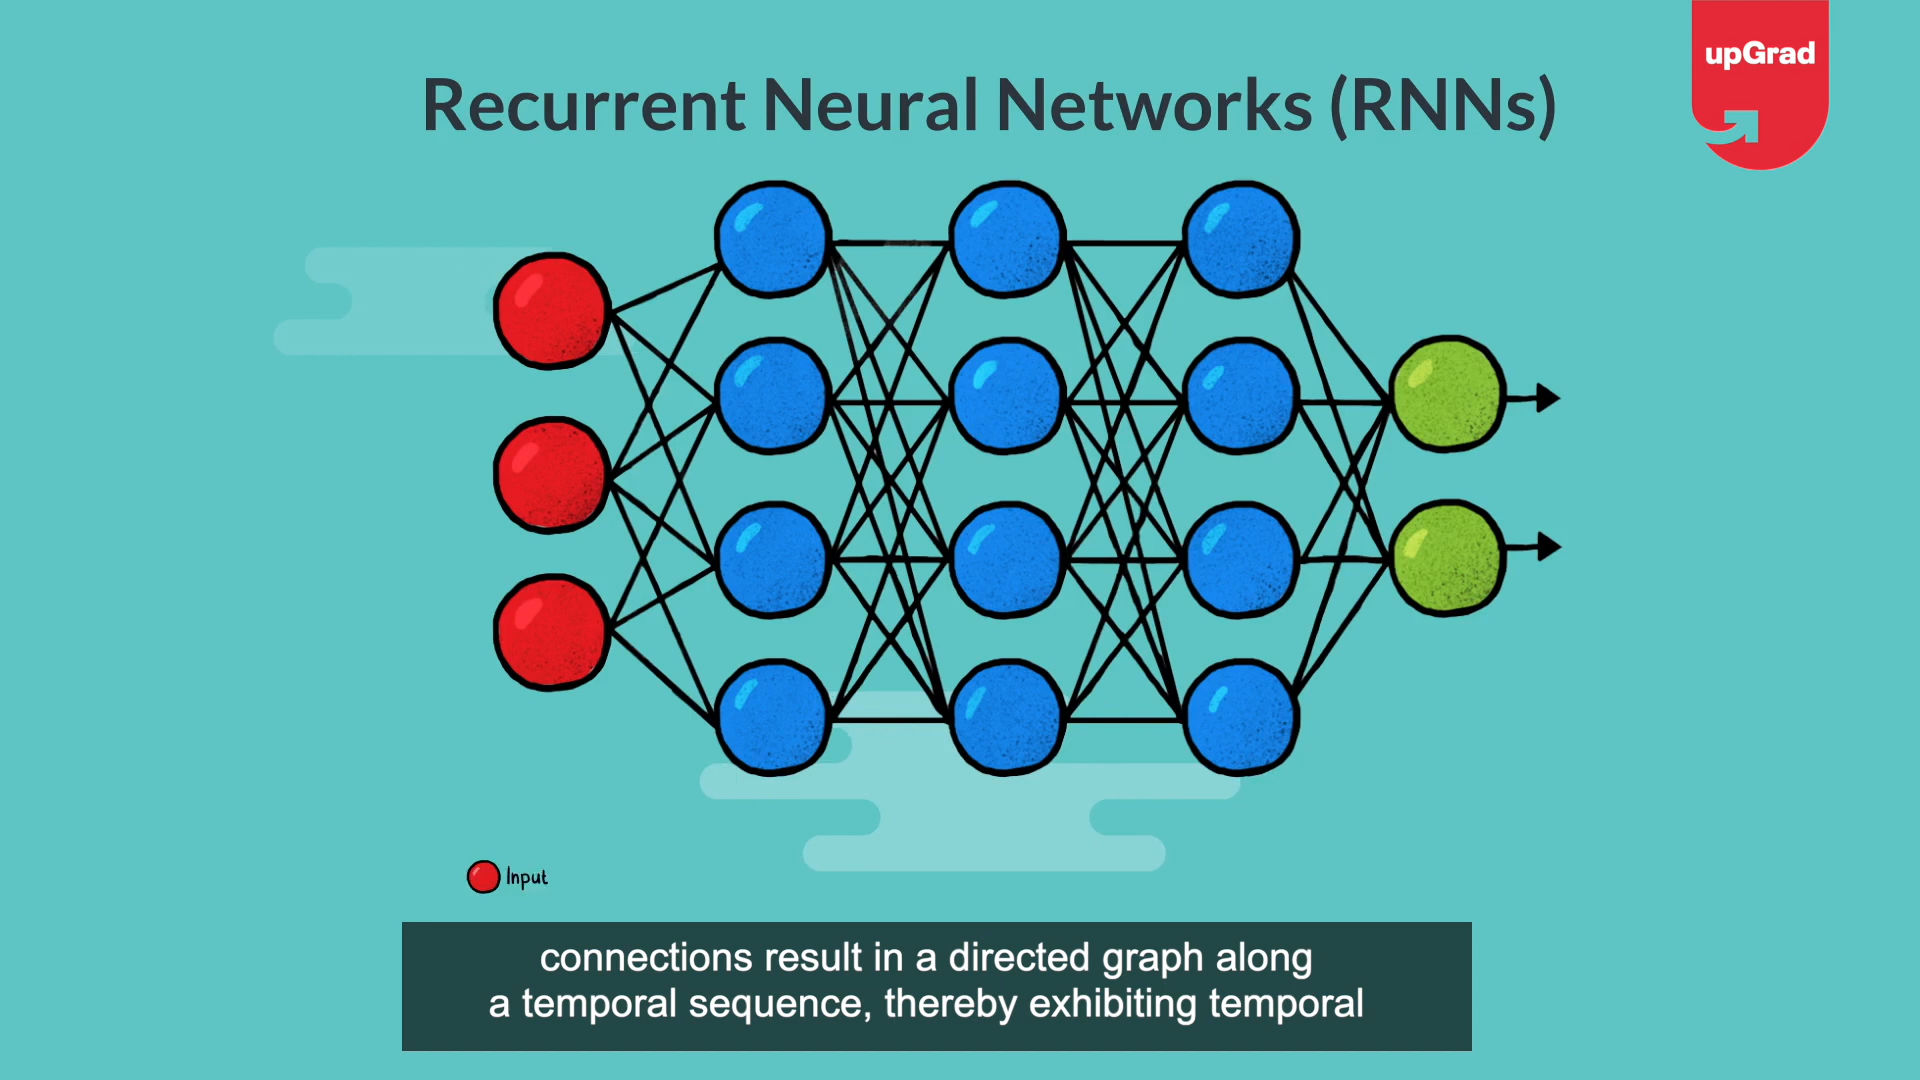 upGrad
Recurrent Neural Networks (RNNs)
Input
connections result in a directed graph along
a temporal sequence, thereby exhibiting temporal